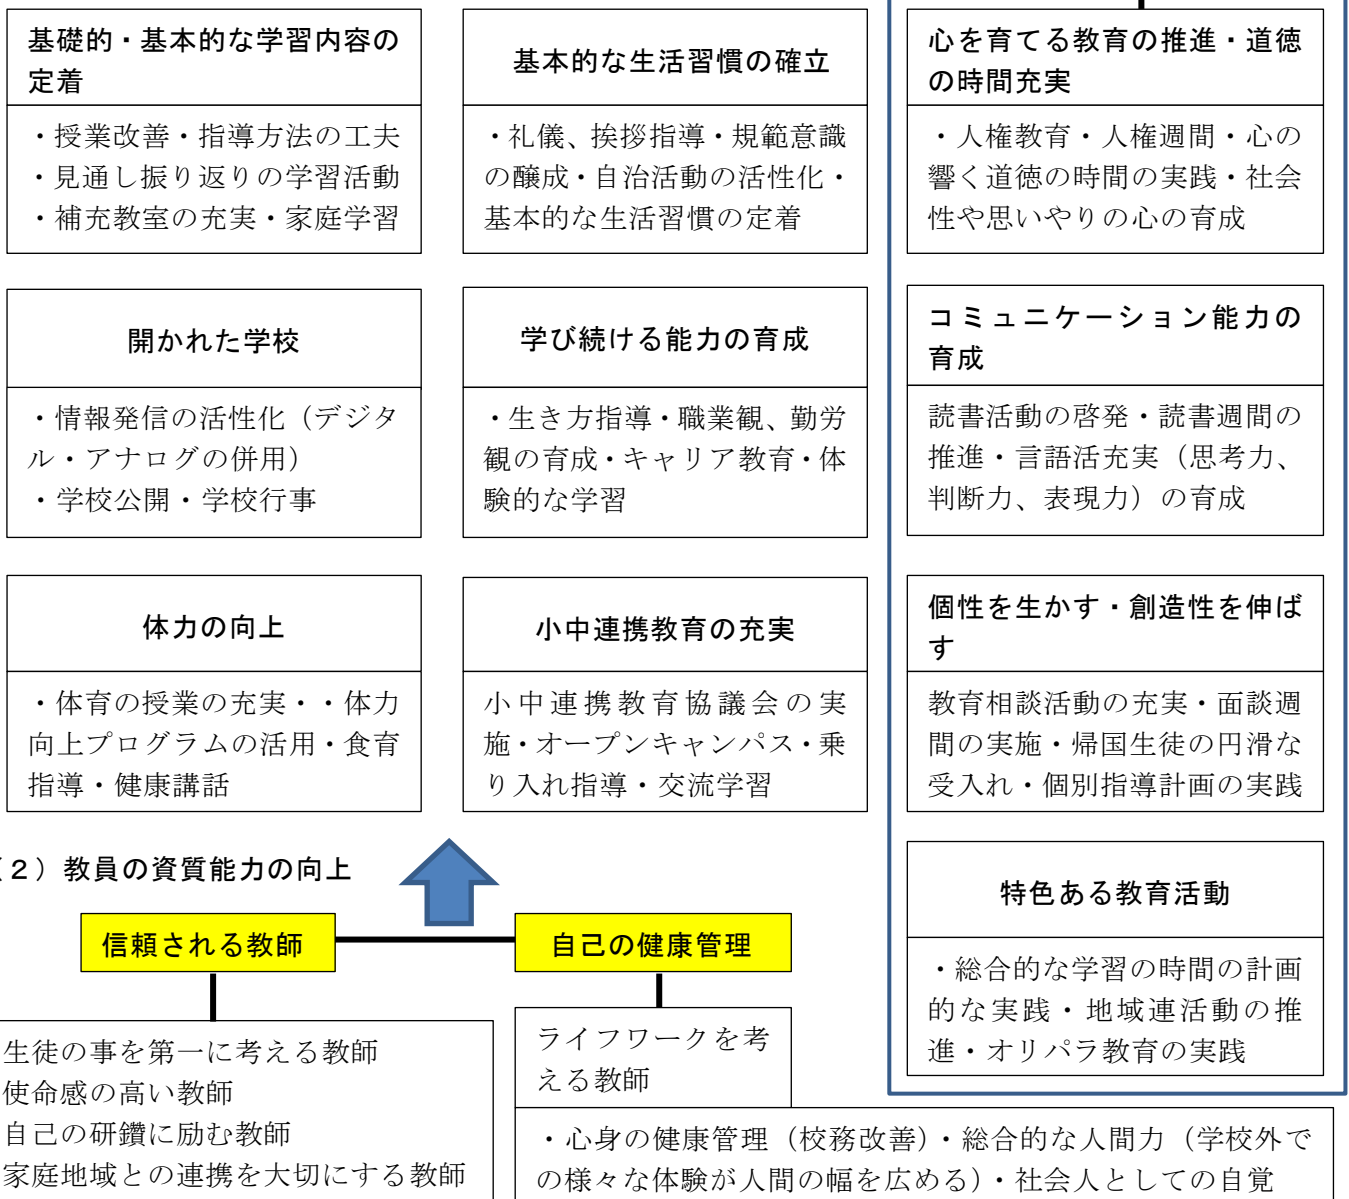 基礎的・基本的な学習内容の
定着
・授業改善・指導方法の工夫
・見通し振り返りの学習活動
・補充教室の充実・家庭学習
基本的な生活習慣の確立
・礼儀、挨拶指導・規範意識
の醸成・自治活動の活性化・
基本的な生活習慣の定着
心を育てる教育の推進・道徳
の時間充実
・人権教育・人権週間・心の
響く道徳の時間の実践・社会
性や思いやりの心の育成
開かれた学校
・情報発信の活性化（デジタ
ル・アナログの併用）
・学校公開・学校行事
学び続ける能力の育成
・生き方指導・職業観、勤労
観の育成・キャリア教育・体
験的な学習
コミュニケーション能力の
育成
読書活動の啓発・読書週間の
推進・言語活充実（思考力、
判断力、表現力）の育成
体力の向上
・体育の授業の充実・・体力
向上プログラムの活用・食育
指導・健康講話
小中連携教育の充実
小中連携教育協議会の実
施・オープンキャンパス・乗
り入れ指導・交流学習
個性を生かす・創造性を伸ば
す
教育相談活動の充実・面談週
間の実施・帰国生徒の円滑な
受入れ・個別指導計画の実践
特色ある教育活動
・総合的な学習の時間の計画
的な実践・地域連活動の推
進・オリパラ教育の実践
（２）教員の資質能力の向上
信頼される教師
自己の健康管理
生徒の事を第一に考える教師
使命感の高い教師
自己の研鑽に励む教師
家庭地域との連携を大切にする教師
ライフワークを考
える教師
・心身の健康管理（校務改善）・総合的な人間力（学校外で
の様々な体験が人間の幅を広める）・社会人としての自覚